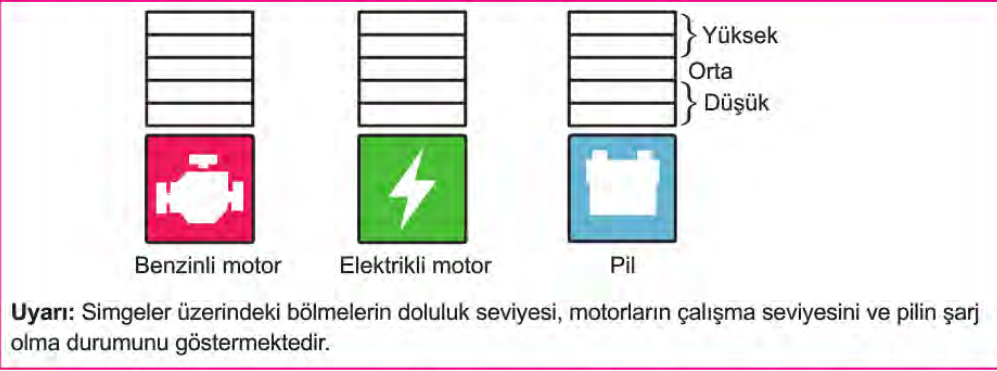 Yüksek
Orta
Düşük
Benzinli motor
Elektrikli motor
Pil
Uyarı: Simgeler üzerindeki bölmelerin doluluk seviyesi, motorların çalışma seviyesini ve pilin şarj
olma durumunu göstermektedir.